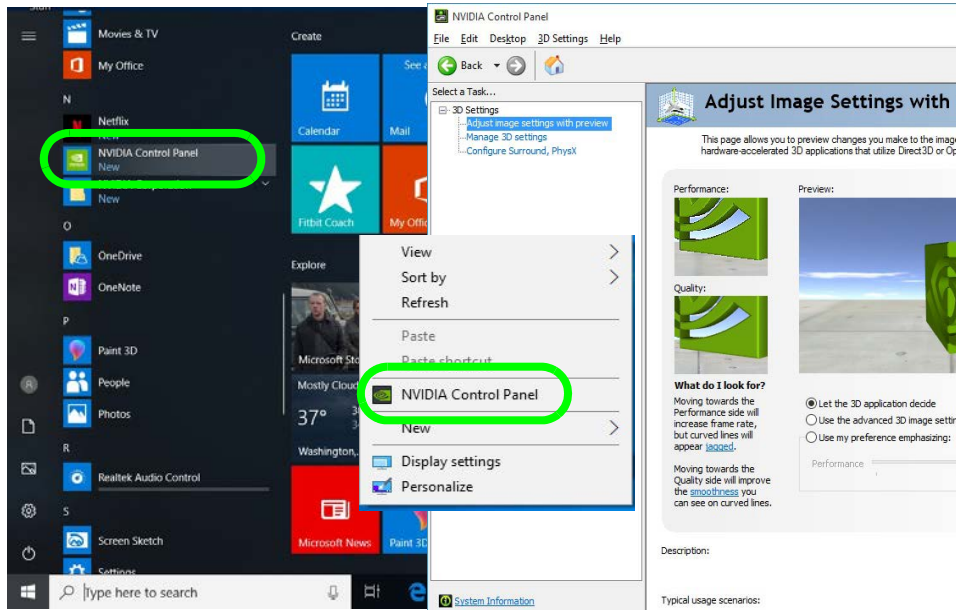 Movies & TV
My Office
N
Netflix
New
NVIDIA Control Panel
New
New
O
OneDrive
OneNote
P
Paint 3D
People
Photos
R
Realtek Audio Control
S
Screen Sketch
Settings
Type here to search
Create
See
Calendar
Mail
Fitbit Coach
My Offic
Explore
Microsoft Sto
Mostly Cloud
37°
Washington,
Microsoft News
Paint 3D
View
Sort by
Refresh
Paste
Paste shortcut
NVIDIA Control Panel
New
Display settings
Personalize
NVIDIA Control Panel
File Edit Desktop 3D Settings Help
Back
Select a Task...
3D Settings
Adjust image settings with preview
Manage 3D settings
Configure Surround, PhysX
System Information
Adjust Image Settings with
This page allows you to preview changes you make to the image
hardware-accelerated 3D applications that utilize Direct3D or Op
Performance:
Preview:
Quality:
What do I look for?
Moving towards the
Performance side will
increase frame rate,
but curved lines will
appear jagged.
Moving towards the
Quality side will improve
the smoothness you
can see on curved lines.
Let the 3D application decide
Use the advanced 3D image settin
Use my preference emphasizing:
Performance
Description:
Typical usage scenarios: